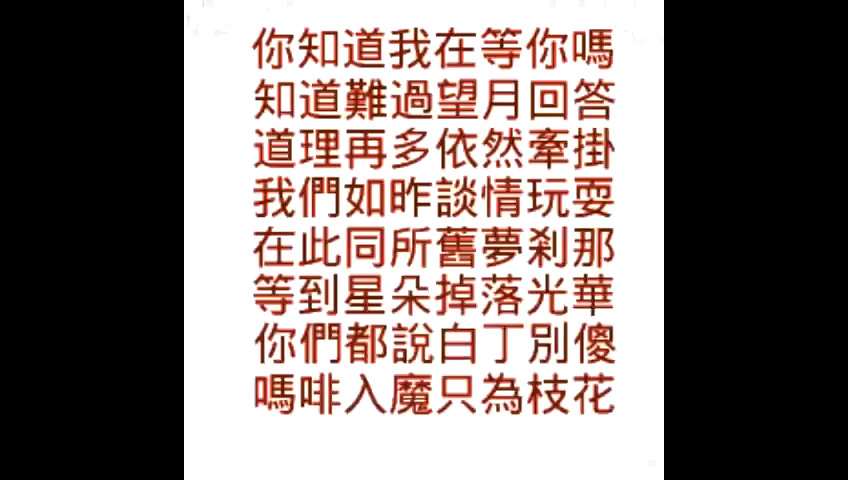 你知道我在等你嗎
知道難過望月回答
道理再多依然牽掛
我們如昨談情玩耍
在此同所舊夢剎那
等到星朵掉落光華
你們都說白丁別傻
嗎啡入魔只為枝花